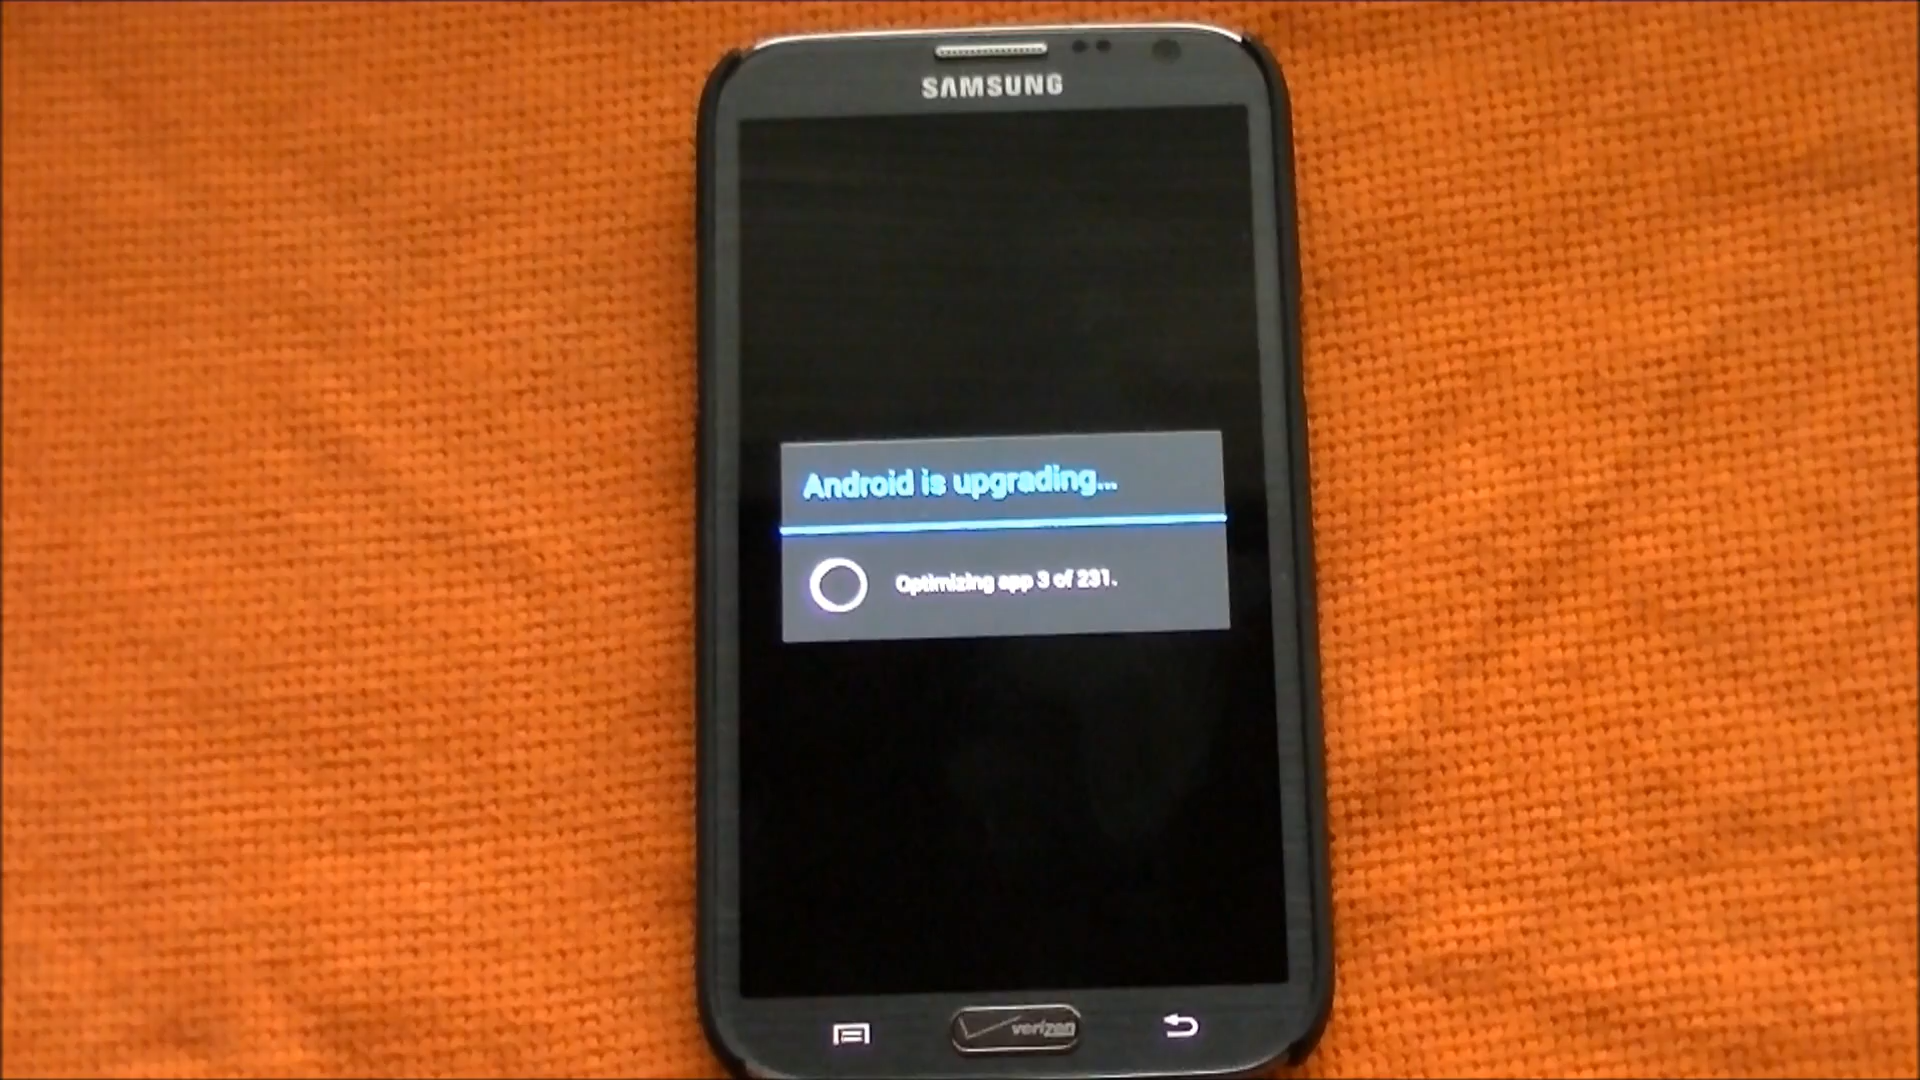 SAMSUNG
Android is upgrading...
Optimizing app 3 of 231.
verizon